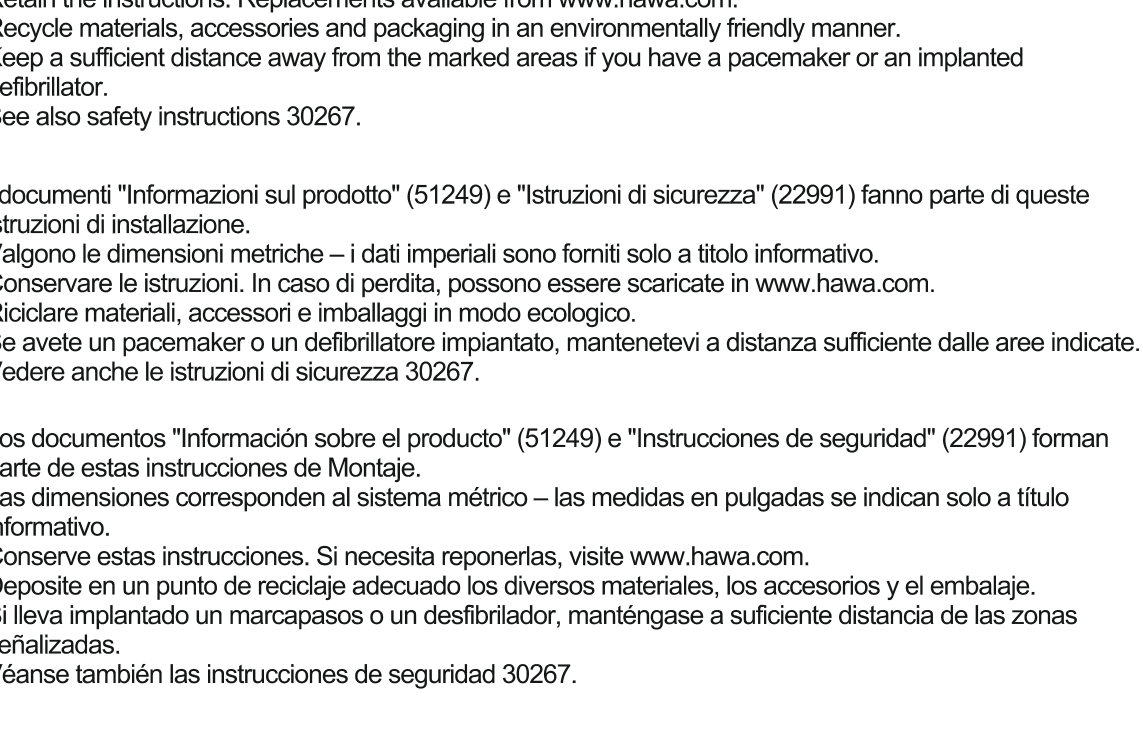 Retain the instructions. Replacements available from www.hawa.com.
Recycle materials, accessories and packaging in an environmentally friendly manner.
Keep a sufficient distance away from the marked areas if you have a pacemaker or an implanted
defibrillator.
See also safety instructions 30267.
documenti "Informazioni sul prodotto" (51249) e "Istruzioni di sicurezza" (22991) fanno parte di queste
istruzioni di installazione.
Valgono le dimensioni metriche – i dati imperiali sono forniti solo a titolo informativo.
Conservare le istruzioni. In caso di perdita, possono essere scaricate in www.hawa.com.
Riciclare materiali, accessori e imballaggi in modo ecologico.
Se avete un pacemaker o un defibrillatore impiantato, mantenetevi a distanza sufficiente dalle aree indicate.
Vedere anche le istruzioni di sicurezza 30267.
Los documentos "Información sobre el producto" (51249) e "Instrucciones de seguridad" (22991) forman
parte de estas instrucciones de Montaje.
Las dimensiones corresponden al sistema métrico – las medidas en pulgadas se indican solo a título
informativo.
Conserve estas instrucciones. Si necesita reponerlas, visite www.hawa.com.
Deposite en un punto de reciclaje adecuado los diversos materiales, los accesorios y el embalaje.
Si lleva implantado un marcapasos o un desfibrilador, manténgase a suficiente distancia de las zonas
señalizadas.
Véanse también las instrucciones de seguridad 30267.